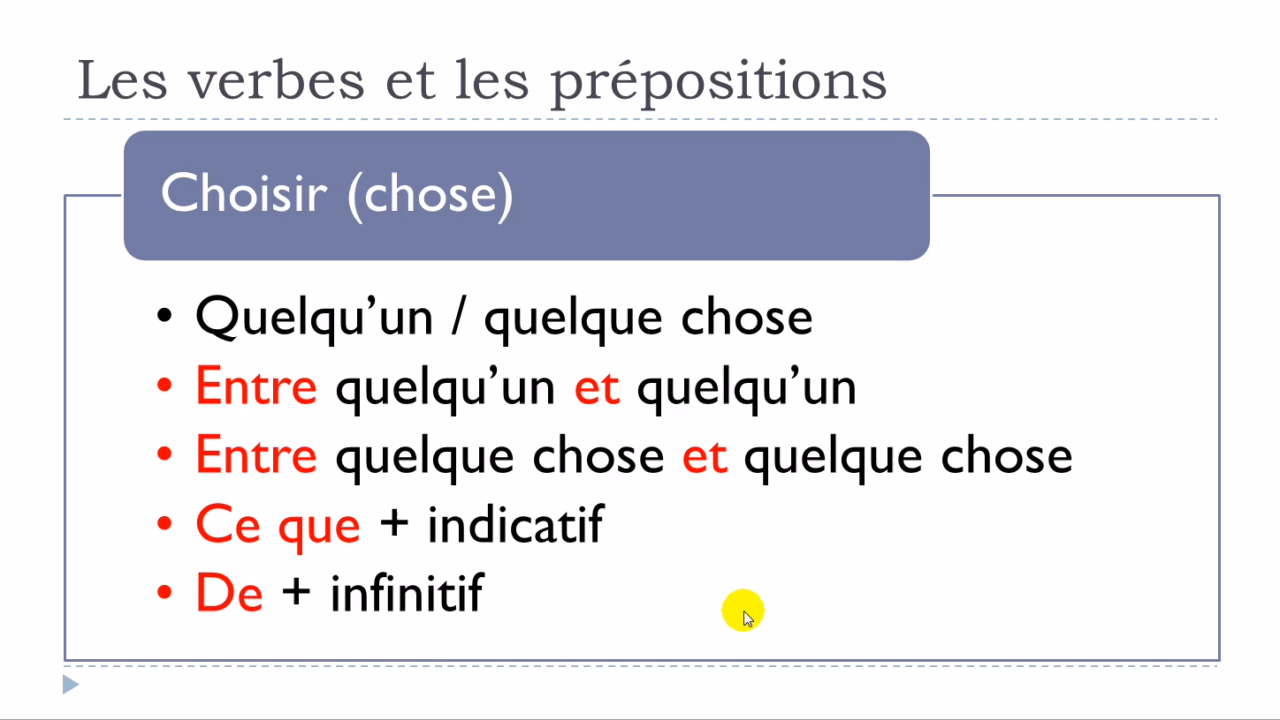 Les verbes et les prépositions
Choisir (chose)
• Quelqu’un / quelque chose
• Entre quelqu’un et quelqu’un
• Entre quelque chose et quelque chose
• Ce que + indicatif
• De + infinitif